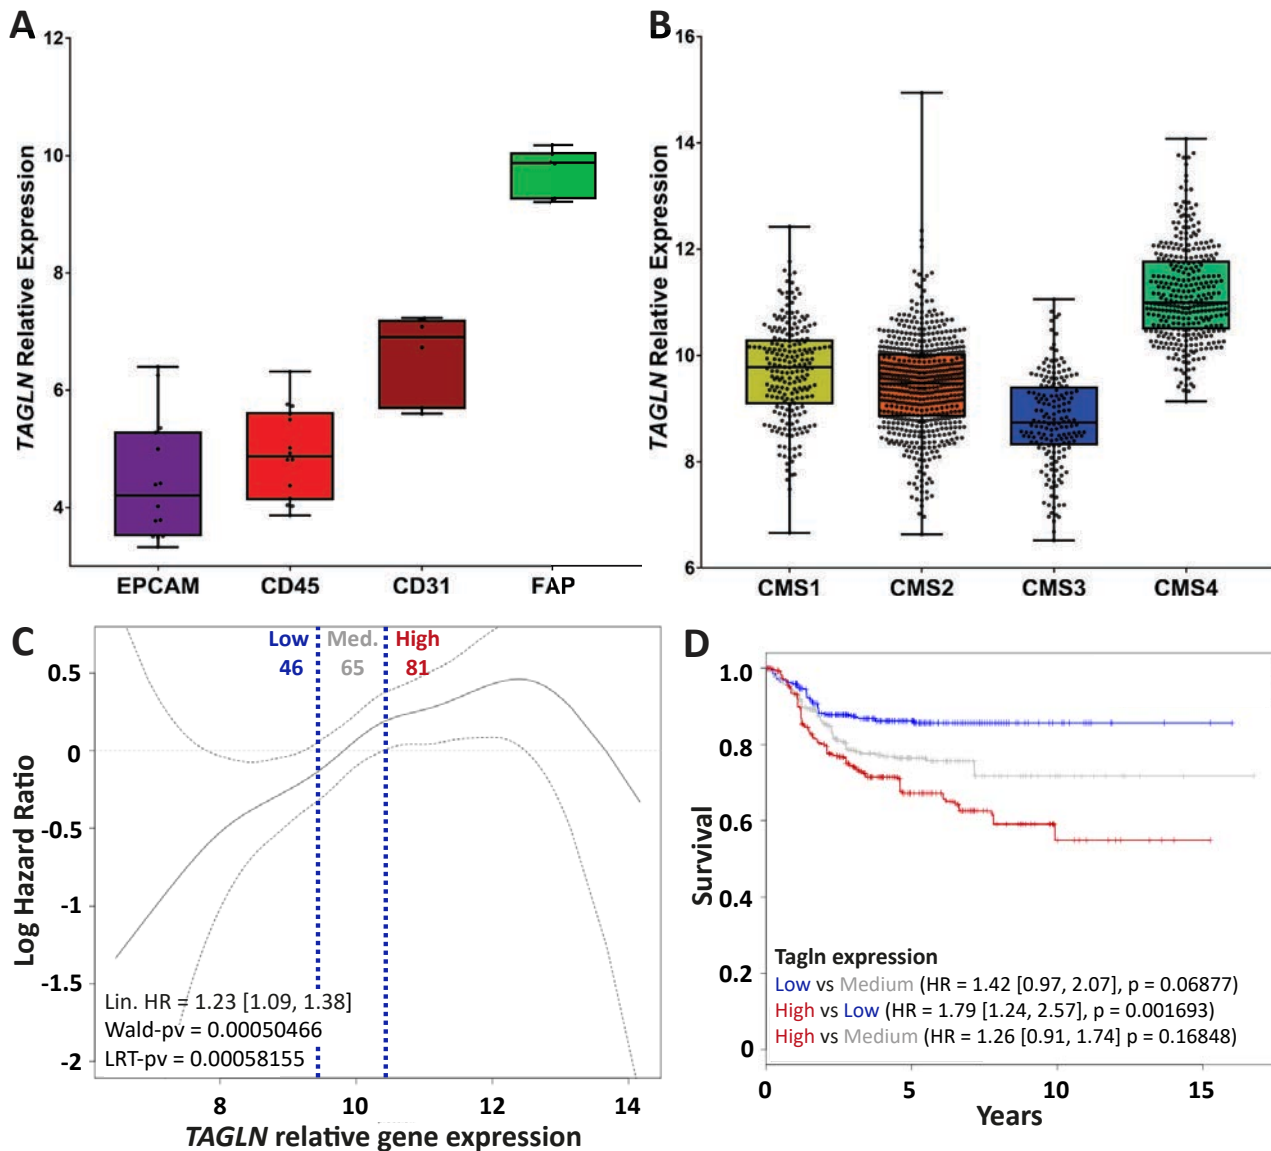 A
TAGLN Relative Expression
12
10
8
6
4
EPCAM CD45 CD31 FAP
B
TAGLN Relative Expression
16
14
12
10
8
6
CMS1 CMS2 CMS3 CMS4
C
Log Hazard Ratio
0.5
0
-0.5
-1
-1.5
-2
Low Med. High
46 65 81
Lin. HR = 1.23 [1.09, 1.38]
Wald-pv = 0.00050466
LRT-pv = 0.00058155
8 10 12 14
TAGLN relative gene expression
D
Survival
1.0
0.8
0.6
0.4
0.2
0
Tagln expression
Low vs Medium (HR = 1.42 [0.97, 2.07], p = 0.06877)
High vs Low (HR = 1.79 [1.24, 2.57], p = 0.001693)
High vs Medium (HR = 1.26 [0.91, 1.74] p = 0.16848)
0 5 10 15
Years